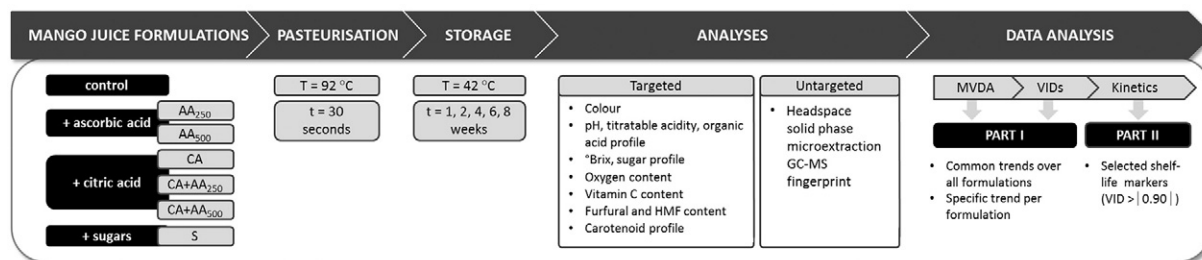 MANGO JUICE FORMULATIONS
PASTEURISATION
STORAGE
ANALYSES
DATA ANALYSIS
control
+ ascorbic acid
AA250
AA500
+ citric acid
CA
CA+AA250
CA+AA500
+ sugars
S
T = 92 °C
t = 30
seconds
T = 42 °C
t = 1, 2, 4, 6, 8
weeks
Targeted
• Colour
• pH, titratable acidity, organic
acid profile
• °Brix, sugar profile
• Oxygen content
• Vitamin C content
• Furfural and HMF content
• Carotenoid profile
Untargeted
• Headspace
solid phase
microextraction
GC-MS
fingerprint
MVDA
VIDs
Kinetics
PART I
• Common trends over
all formulations
• Specific trend per
formulation
PART II
• Selected shelf-
life markers
(VID >|0.90|)